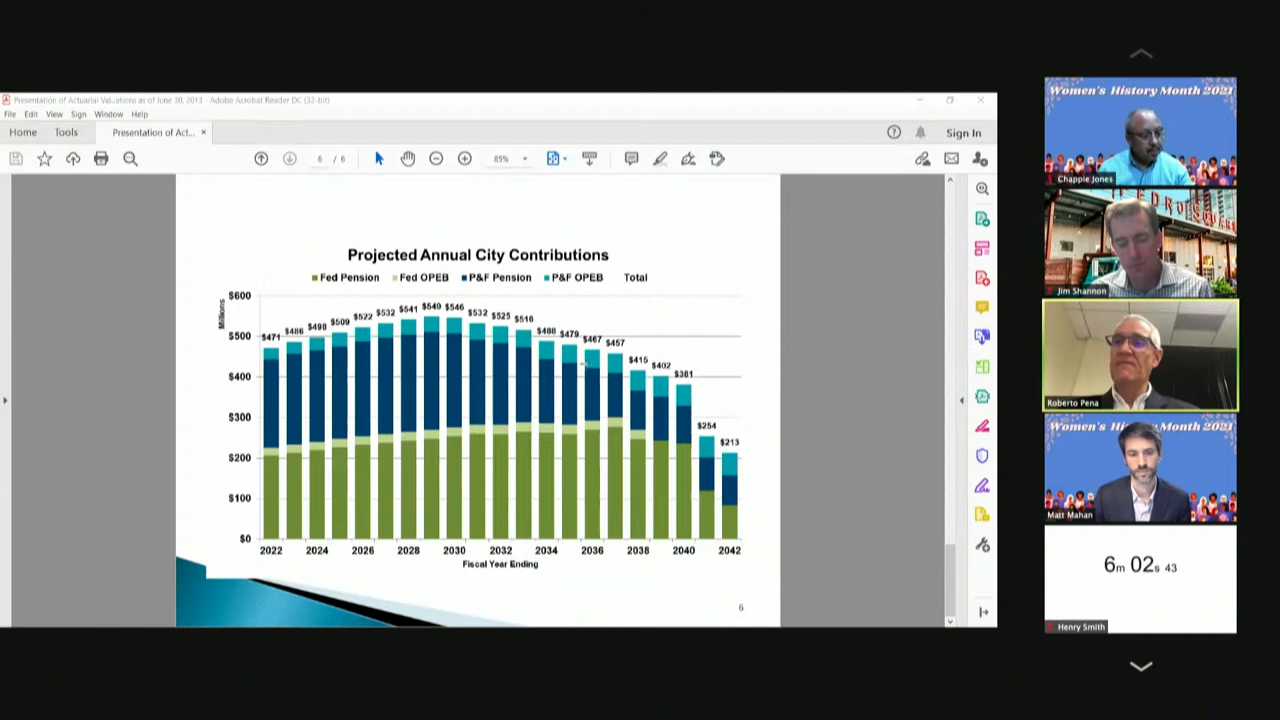 Presentation of Actuarial Valuations as of June 30, 2013 - Adobe Acrobat Reader DC (32-bit)
File Edit View Sign Window Help
Home Tools Presentation of Act... × Sign In
6 / 6 85%
Projected Annual City Contributions
Fed Pension Fed OPEB P&F Pension P&F OPEB Total
Millions
$600
$500
$400
$300
$200
$100
$0
$471 $486 $498 $509 $522 $532 $541 $549 $546 $532 $525 $516 $488 $479 $467 $457 $415 $402 $381 $254 $213
2022 2024 2026 2028 2030 2032 2034 2036 2038 2040 2042
Fiscal Year Ending
6
Women's History Month 2021
Chappie Jones
Jim Shannon
Roberto Pena
Women's History Month 2021
Matt Mahan
6m 02s 43
Henry Smith